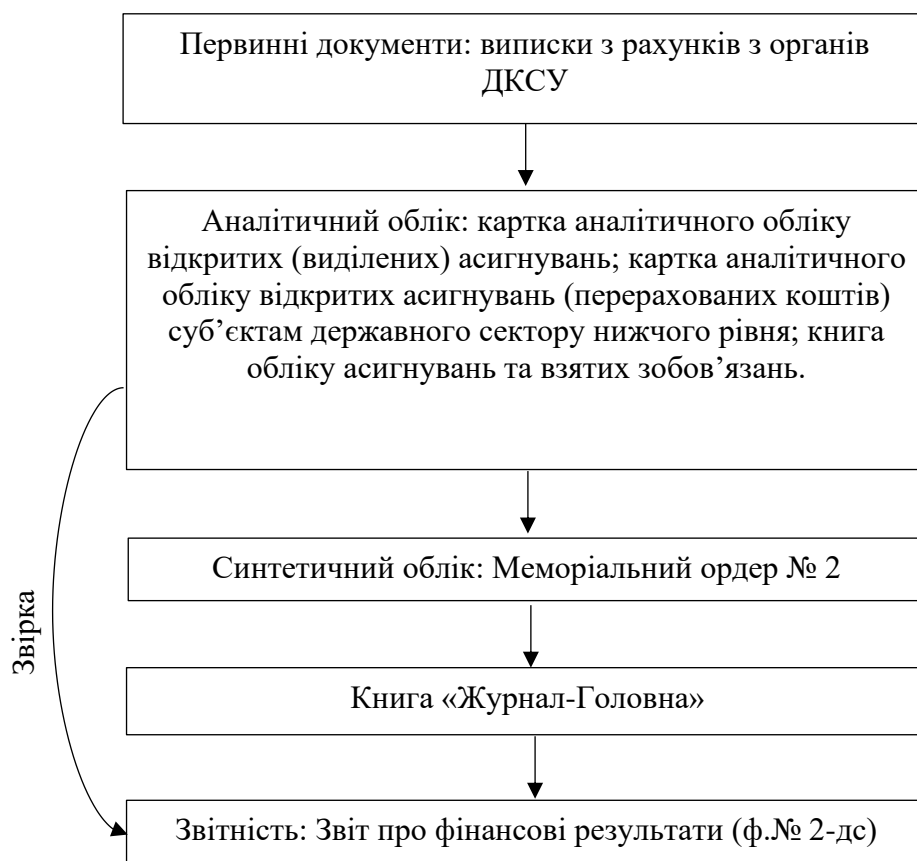 Первинні документи: виписки з рахунків з органів
ДКСУ
Аналітичний облік: картка аналітичного обліку
відкритих (виділених) асигнувань; картка аналітичного
обліку відкритих асигнувань (перерахованих коштів)
суб’єктам державного сектору нижчого рівня; книга
обліку асигнувань та взятих зобов’язань.
Звірка
Синтетичний облік: Меморіальний ордер № 2
Книга «Журнал-Головна»
Звітність: Звіт про фінансові результати (ф.№ 2-дс)